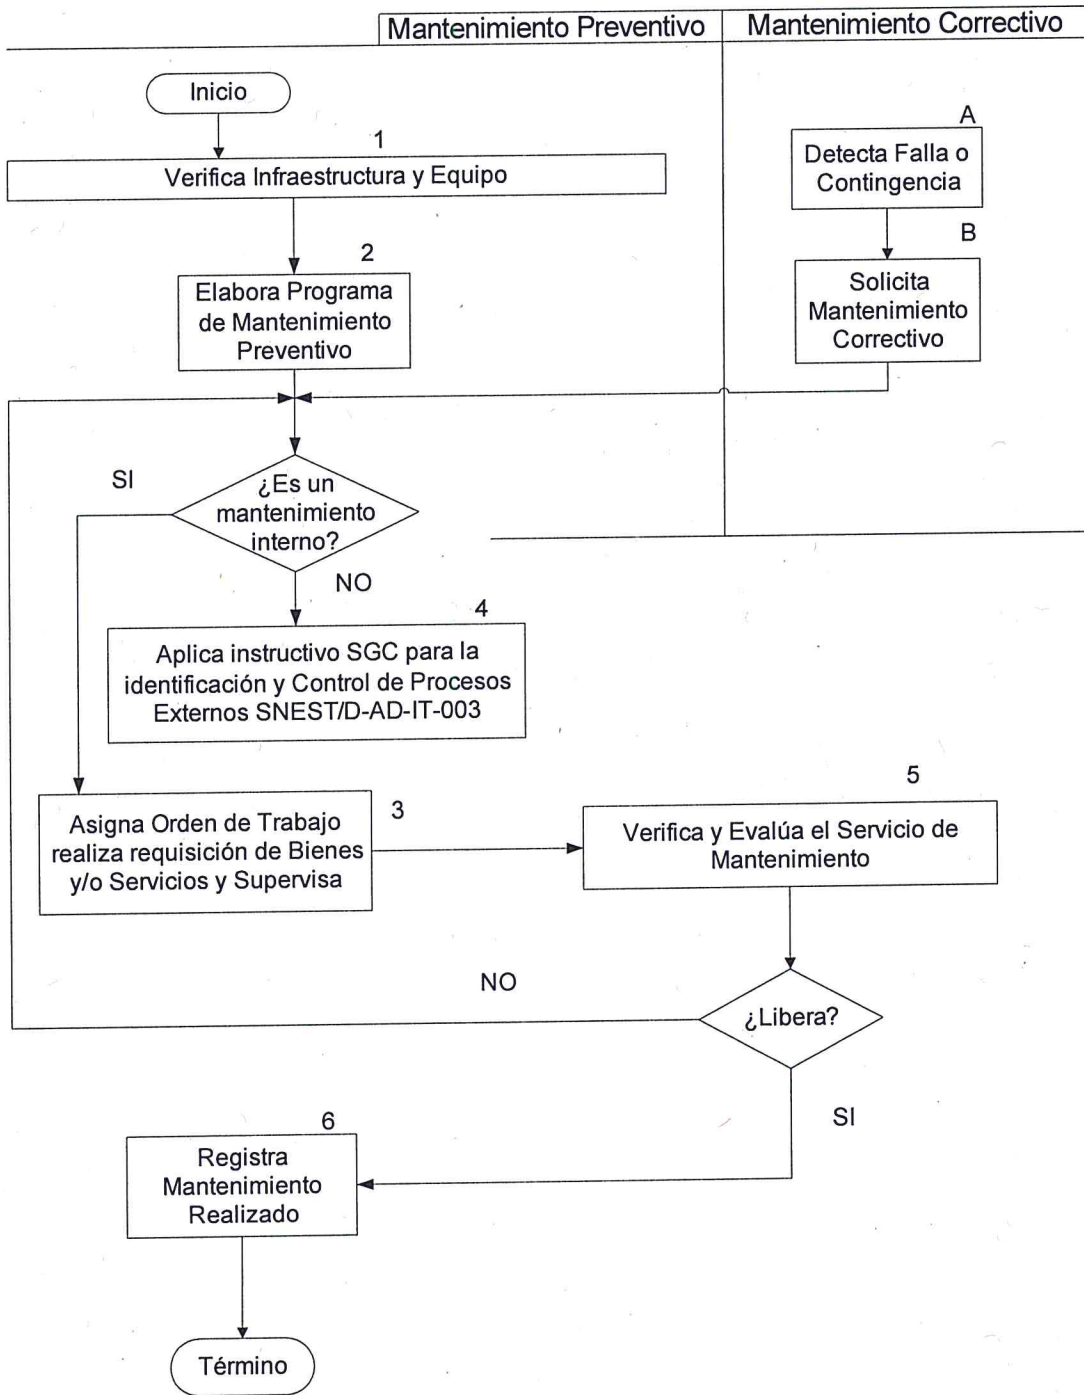 Mantenimiento Preventivo
Mantenimiento Correctivo
Inicio
1
Verifica Infraestructura y Equipo
A
Detecta Falla o
Contingencia
B
Solicita
Mantenimiento
Correctivo
2
Elabora Programa
de Mantenimiento
Preventivo
SI
¿Es un
mantenimiento
interno?
NO
4
Aplica instructivo SGC para la
identificación y Control de Procesos
Externos SNEST/D-AD-IT-003
3
Asigna Orden de Trabajo
realiza requisición de Bienes
y/o Servicios y Supervisa
5
Verifica y Evalúa el Servicio de
Mantenimiento
NO
¿Libera?
SI
6
Registra
Mantenimiento
Realizado
Término